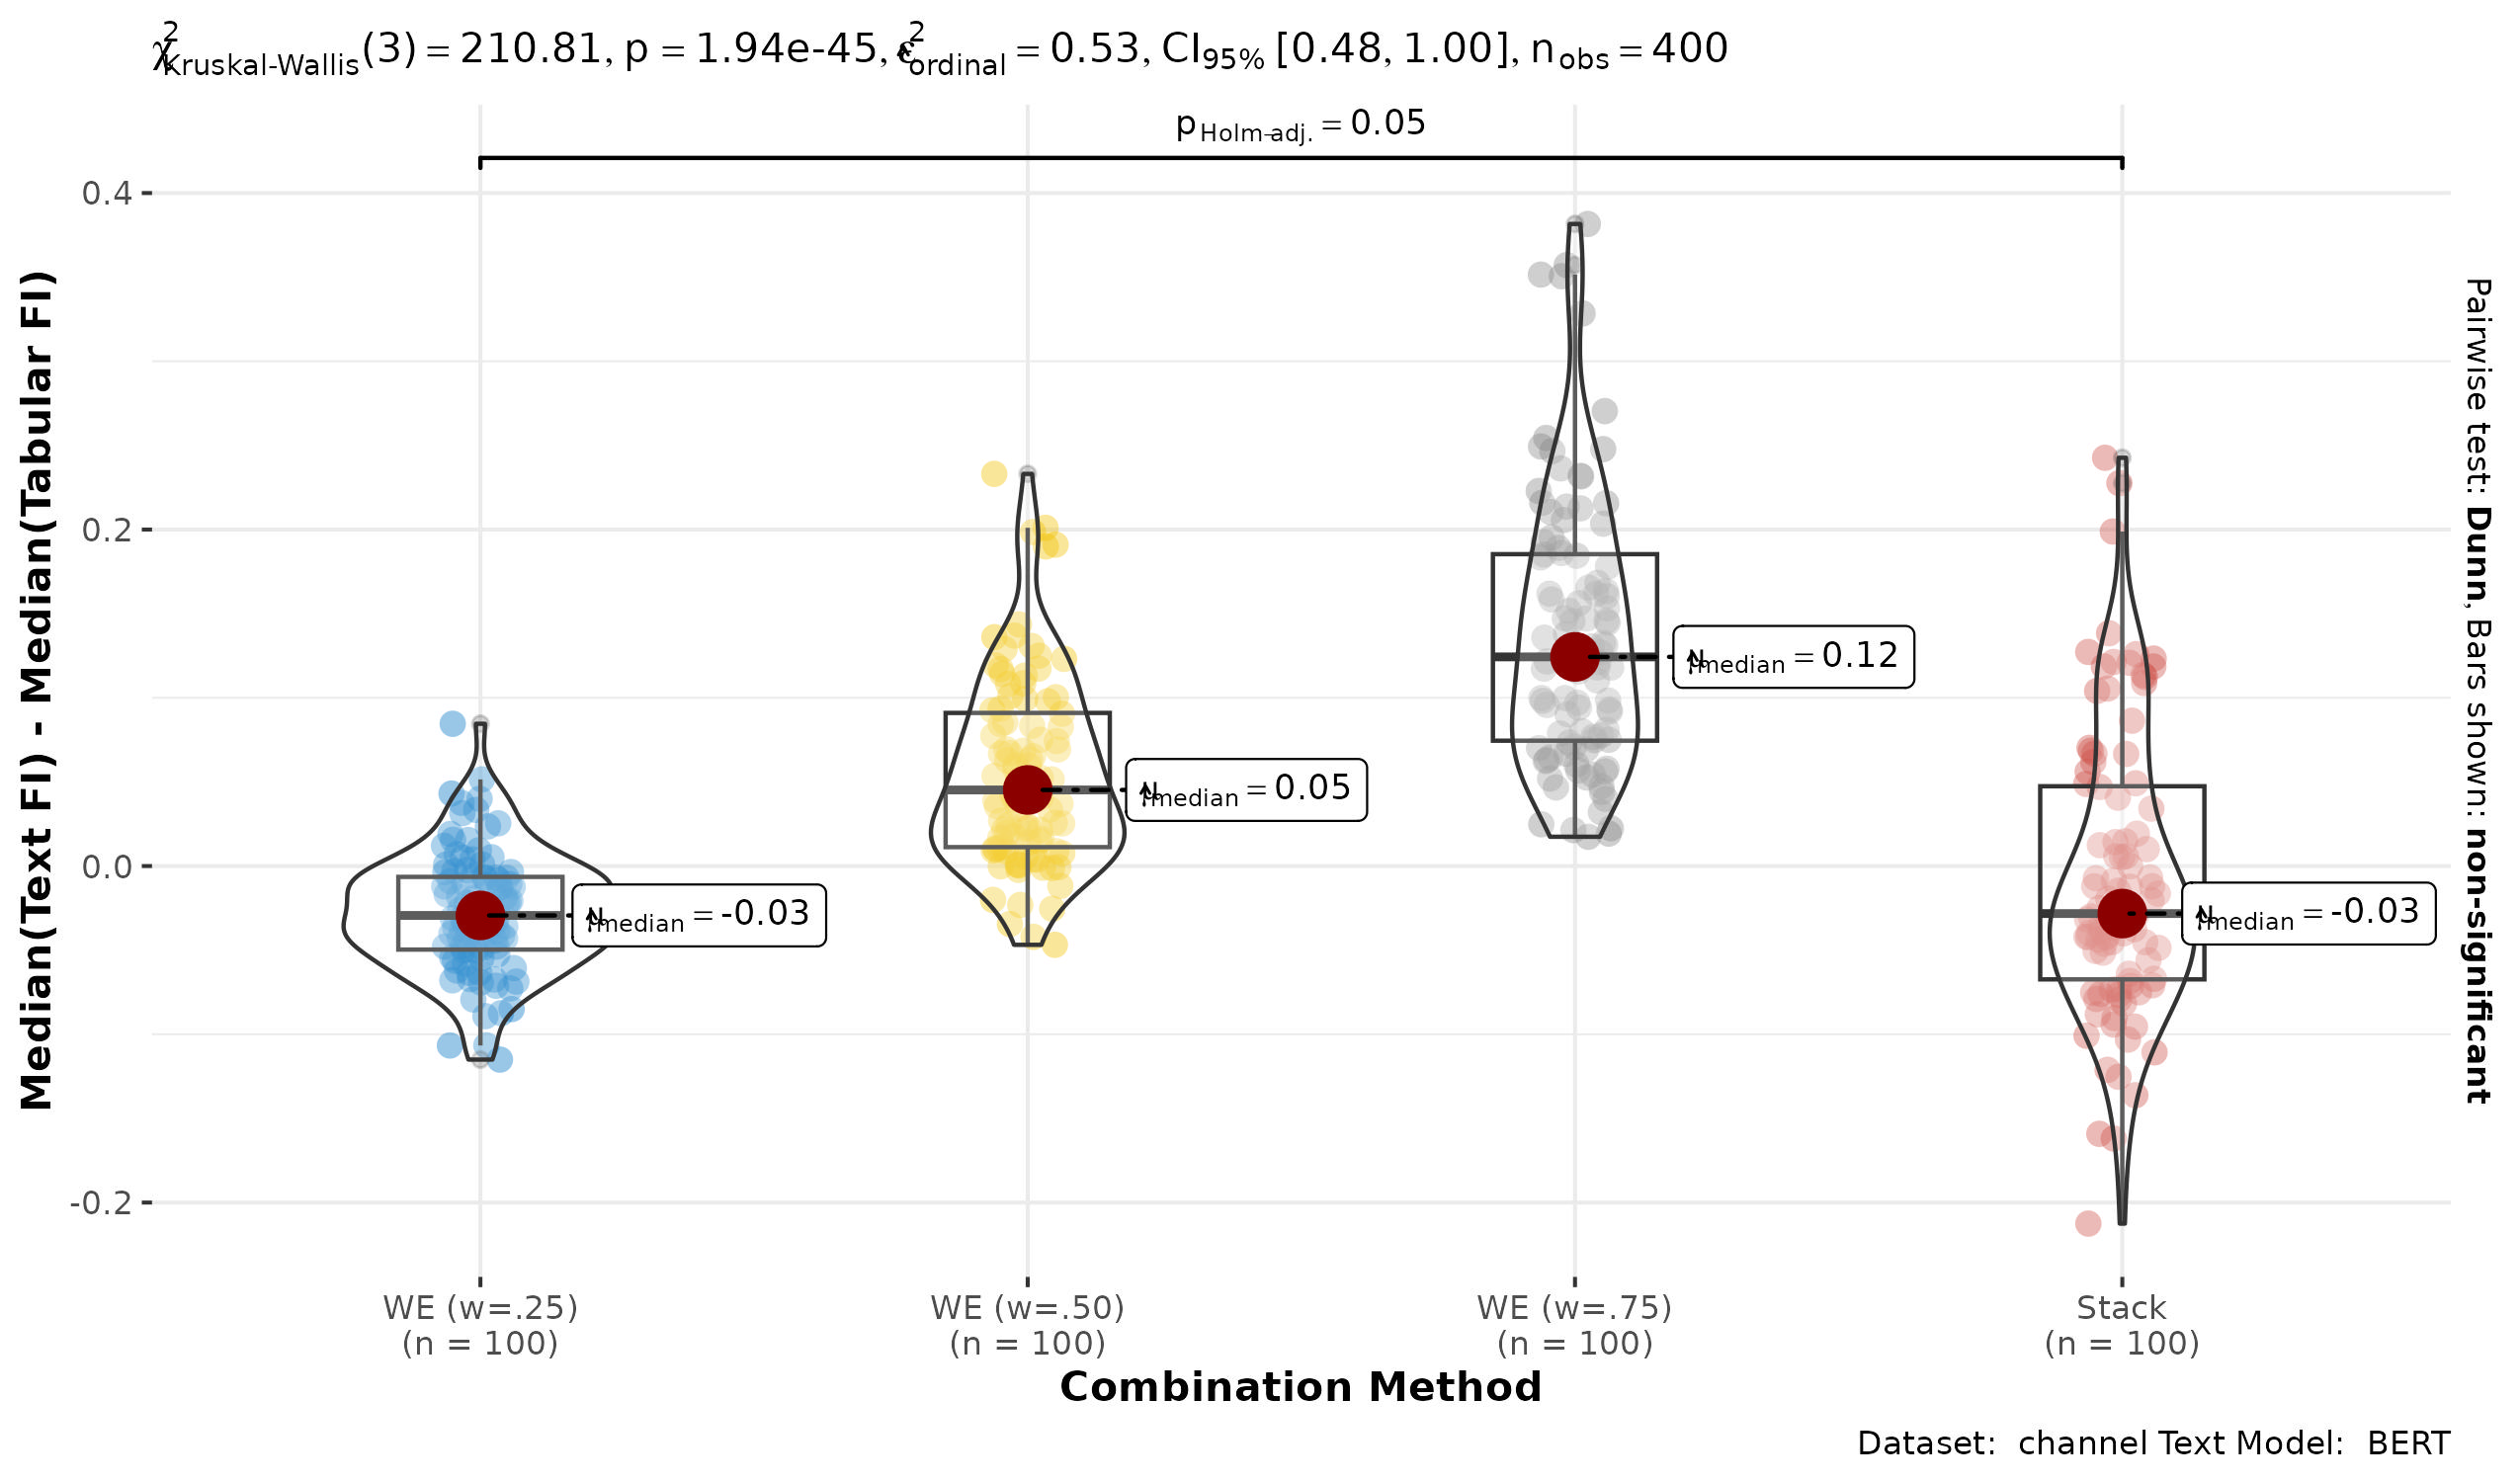 χ²Kruskal-Wallis(3) = 210.81, p = 1.94e-45, ε̂²ordinal = 0.53, CI95% [0.48, 1.00], nobs = 400
pHolm-adj. = 0.05
0.4
0.2
0.0
-0.2
Median(Text FI) - Median(Tabular FI)
μ̂median = -0.03
μ̂median = 0.05
μ̂median = 0.12
μ̂median = -0.03
Pairwise test: Dunn, Bars shown: non-significant
WE (w=.25)
(n = 100)
WE (w=.50)
(n = 100)
WE (w=.75)
(n = 100)
Stack
(n = 100)
Combination Method
Dataset: channel Text Model: BERT